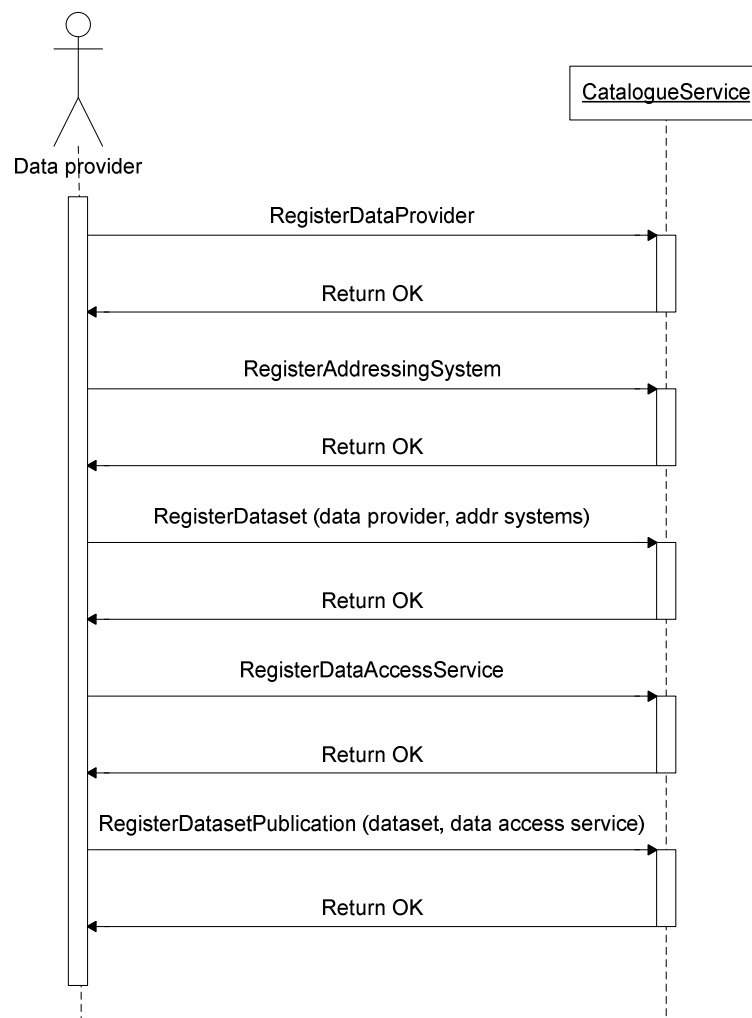 CatalogueService
Data provider
RegisterDataProvider
Return OK
RegisterAddressingSystem
Return OK
RegisterDataset (data provider, addr systems)
Return OK
RegisterDataAccessService
Return OK
RegisterDatasetPublication (dataset, data access service)
Return OK